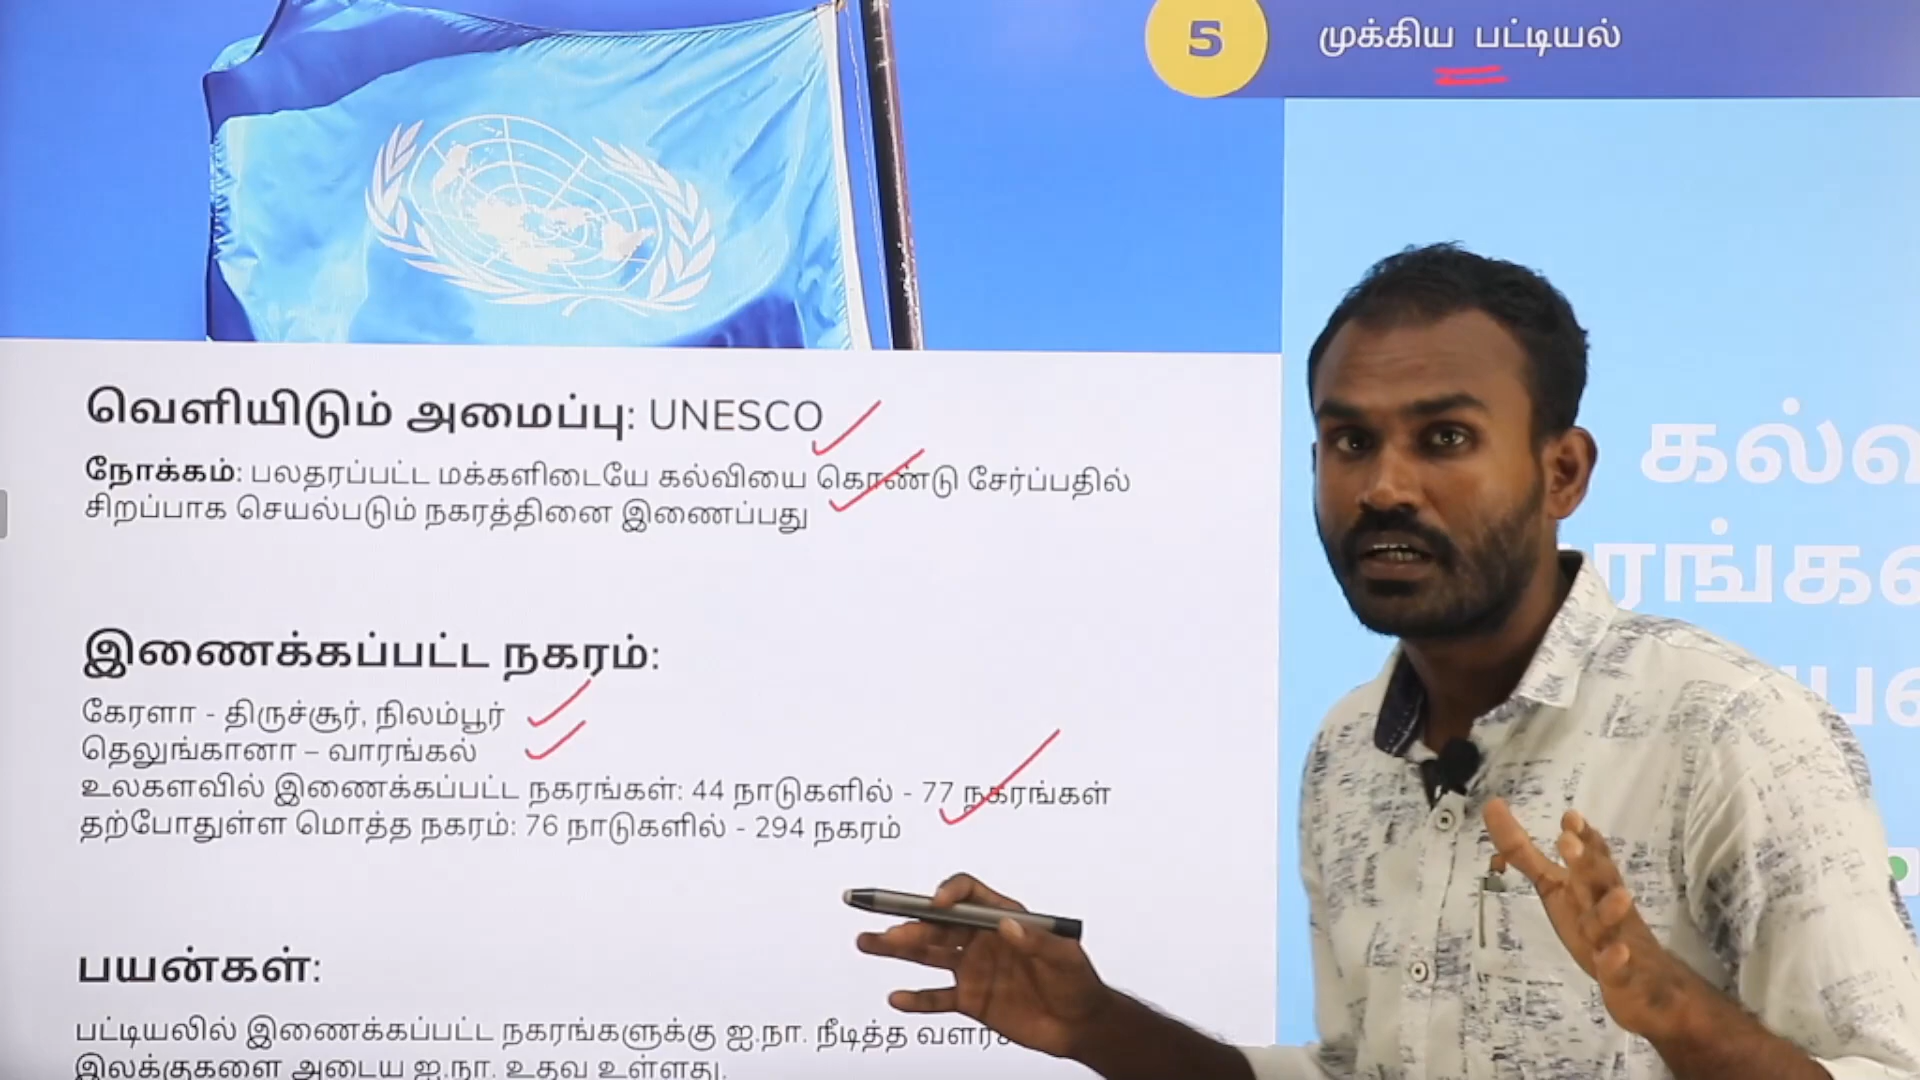 5
முக்கிய பட்டியல்
வெளியிடும் அமைப்பு: UNESCO
நோக்கம்: பலதரப்பட்ட மக்களிடையே கல்வியை கொண்டு சேர்ப்பதில்
சிறப்பாக செயல்படும் நகரத்தினை இணைப்பது
இணைக்கப்பட்ட நகரம்:
கேரளா - திருச்சூர், நிலம்பூர்
தெலுங்கானா – வாரங்கல்
உலகளவில் இணைக்கப்பட்ட நகரங்கள்: 44 நாடுகளில் - 77 நகரங்கள்
தற்போதுள்ள மொத்த நகரம்: 76 நாடுகளில் - 294 நகரம்
பயன்கள்:
பட்டியலில் இணைக்கப்பட்ட நகரங்களுக்கு ஐ.நா. நீடித்த
இலக்குகளை அடைய ஐ.நா. உதவ உள்ளது.